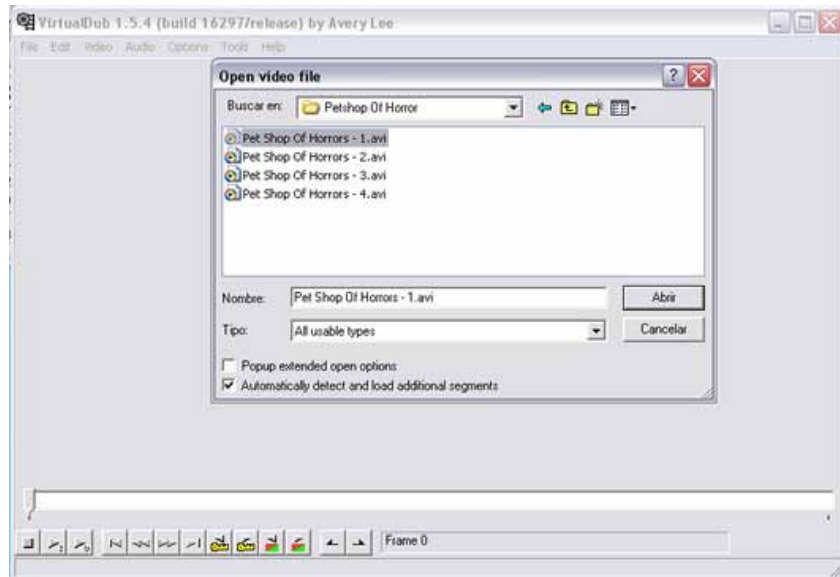 VirtualDub 1.5.4 (build 16297/release) by Avery Lee
File Edit Video Audio Options Tools Help
Open video file
Buscar en: Petshop Of Horror
Pet Shop Of Horrors - 1.avi
Pet Shop Of Horrors - 2.avi
Pet Shop Of Horrors - 3.avi
Pet Shop Of Horrors - 4.avi
Nombre: Pet Shop Of Horrors - 1.avi Abrir
Tipo: All usable types Cancelar
Popup extended open options
Automatically detect and load additional segments
Frame 0